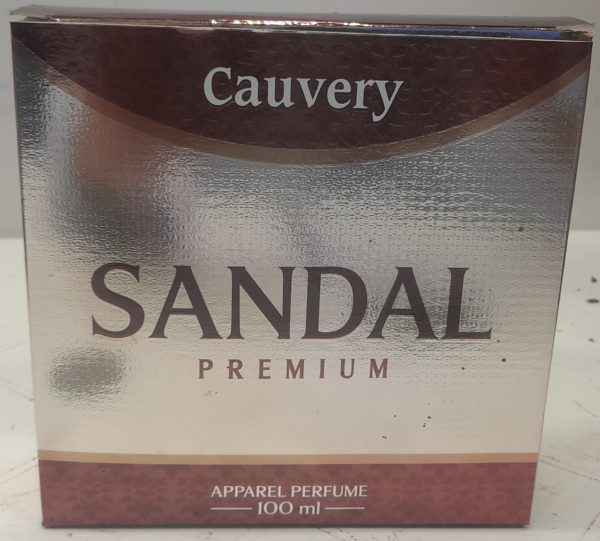 Cauvery
SANDAL
PREMIUM
APPAREL PERFUME
100 ml